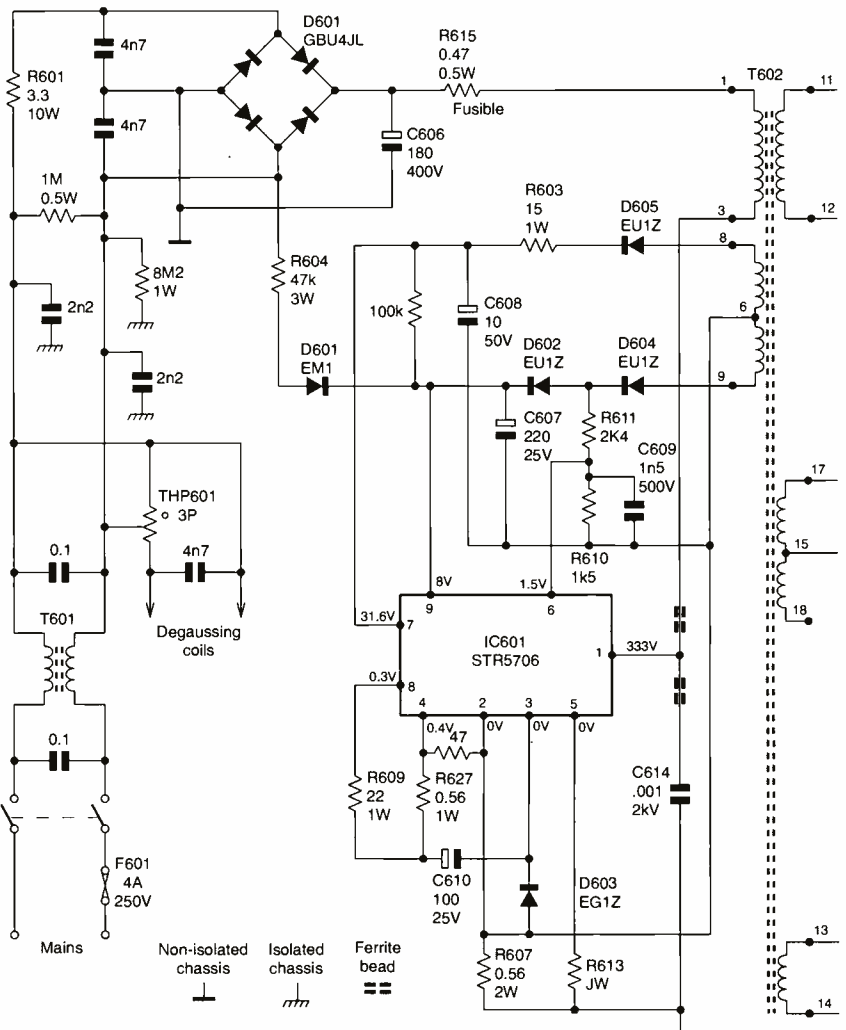 D601
GBU4JL
4n7
R601
3.3
10W
4n7
R615
0.47
0.5W
Fusible
C606
180
400V
1
T602
11
1M
0.5W
3
12
R603
15
1W
D605
EU1Z
8
8M2
1W
R604
47k
3W
2n2
100k
C608
10
50V
6
D601
EM1
D602
EU1Z
D604
EU1Z
9
2n2
C607
220
25V
R611
2K4
C609
1n5
500V
17
THP601
3P
R610
1k5
15
0.1
4n7
8V
9
1.5V
6
18
T601
Degaussing
coils
31.6V
7
IC601
STR5706
1
333V
0.3V
8
4
2
3
5
0.4V
0V
0V
0V
47
0.1
R609
22
1W
R627
0.56
1W
C614
.001
2kV
F601
4A
250V
C610
100
25V
D603
EG1Z
Mains
Non-isolated
chassis
Isolated
chassis
Ferrite
bead
R607
0.56
2W
R613
JW
13
14